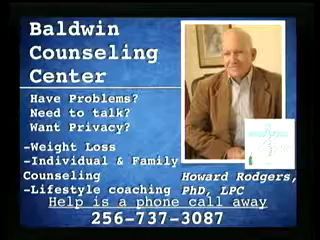 Baldwin
Counseling
Center
Have Problems?
Need to talk?
Want Privacy?
-Weight Loss
-Individual & Family
Counseling
-Lifestyle coaching
Howard Rodgers,
PhD, LPC
Help is a phone call away
256-737-3087